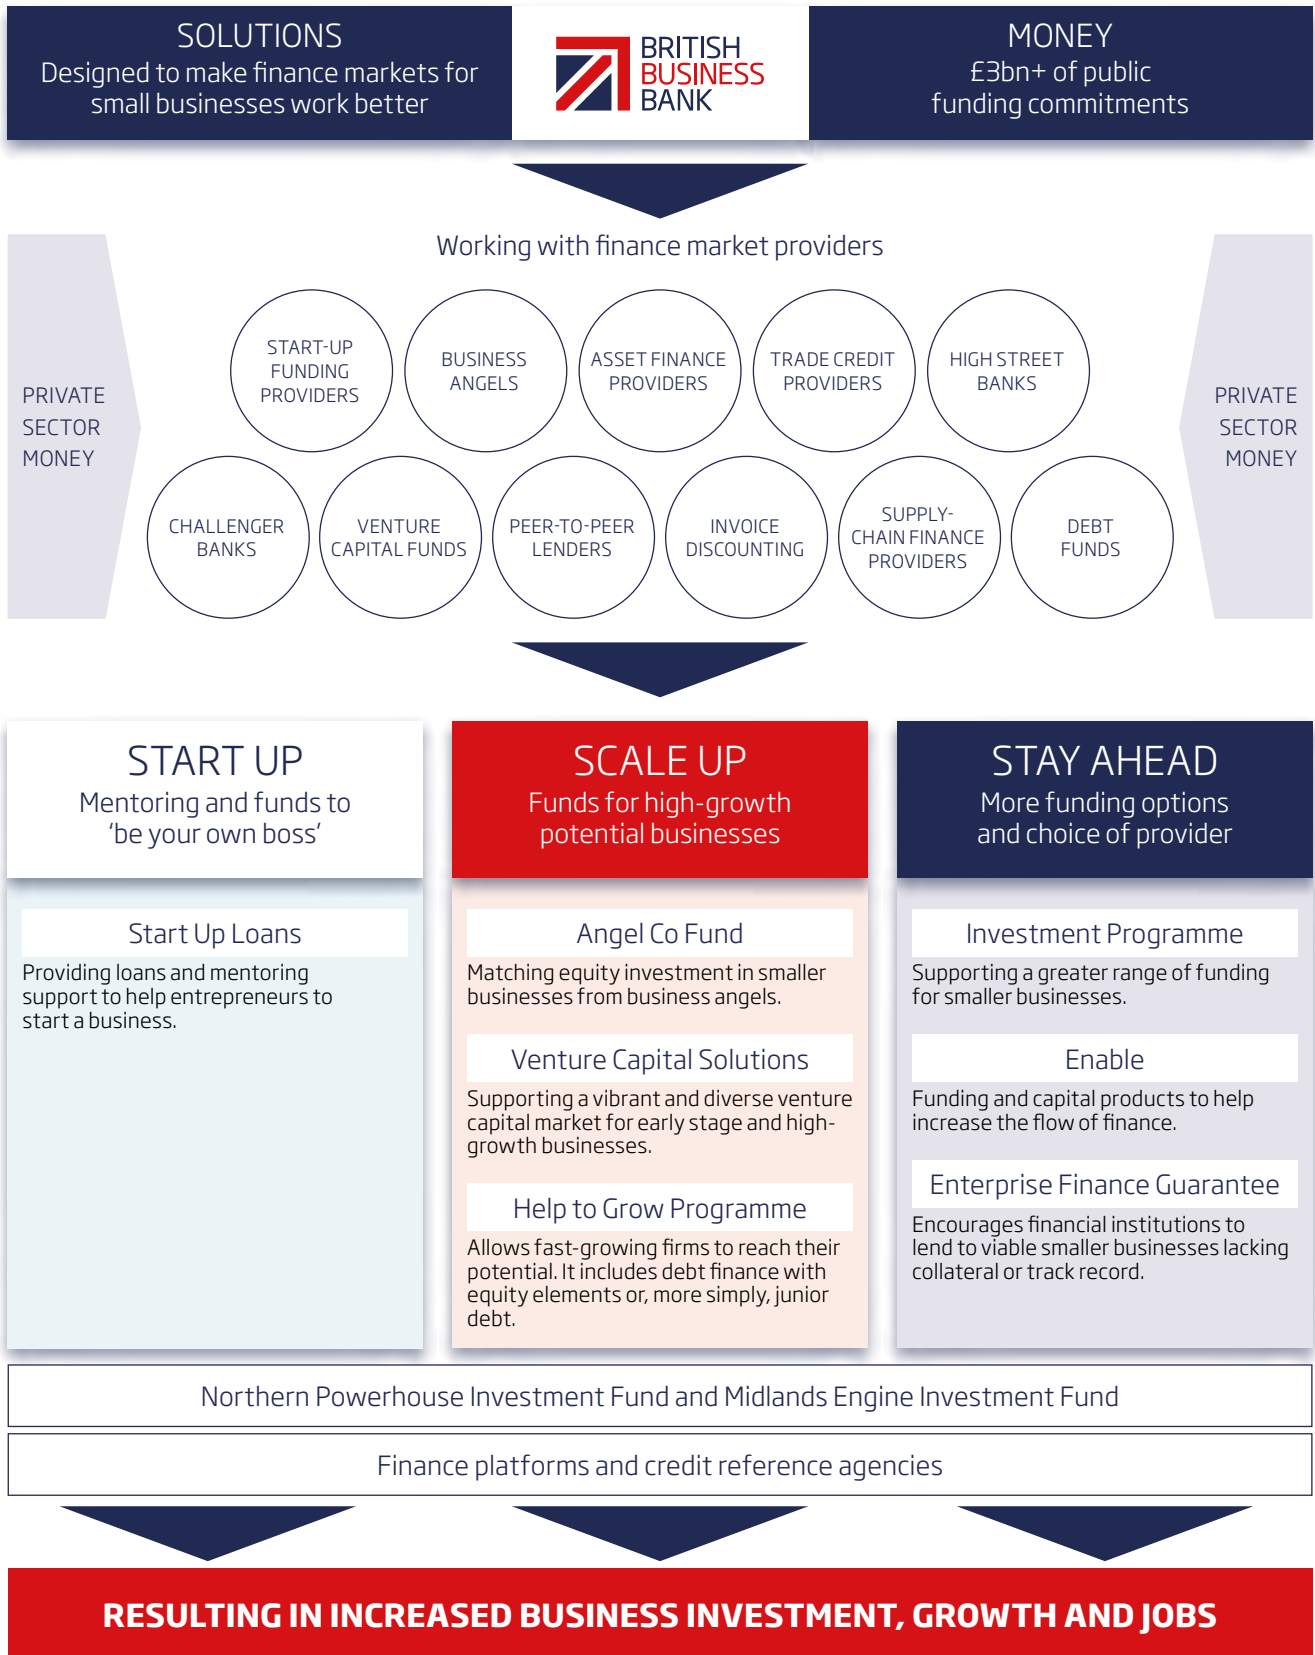 SOLUTIONS
Designed to make finance markets for
small businesses work better
BRITISH
BUSINESS
BANK
MONEY
£3bn+ of public
funding commitments
Working with finance market providers
PRIVATE
SECTOR
MONEY
START-UP
FUNDING
PROVIDERS
BUSINESS
ANGELS
ASSET FINANCE
PROVIDERS
TRADE CREDIT
PROVIDERS
HIGH STREET
BANKS
PRIVATE
SECTOR
MONEY
CHALLENGER
BANKS
VENTURE
CAPITAL FUNDS
PEER-TO-PEER
LENDERS
INVOICE
DISCOUNTING
SUPPLY-
CHAIN FINANCE
PROVIDERS
DEBT
FUNDS
START UP
Mentoring and funds to
‘be your own boss’
Start Up Loans
Providing loans and mentoring
support to help entrepreneurs to
start a business.
SCALE UP
Funds for high-growth
potential businesses
Angel Co Fund
Matching equity investment in smaller
businesses from business angels.
Venture Capital Solutions
Supporting a vibrant and diverse venture
capital market for early stage and high-
growth businesses.
Help to Grow Programme
Allows fast-growing firms to reach their
potential. It includes debt finance with
equity elements or, more simply, junior
debt.
STAY AHEAD
More funding options
and choice of provider
Investment Programme
Supporting a greater range of funding
for smaller businesses.
Enable
Funding and capital products to help
increase the flow of finance.
Enterprise Finance Guarantee
Encourages financial institutions to
lend to viable smaller businesses lacking
collateral or track record.
Northern Powerhouse Investment Fund and Midlands Engine Investment Fund
Finance platforms and credit reference agencies
RESULTING IN INCREASED BUSINESS INVESTMENT, GROWTH AND JOBS